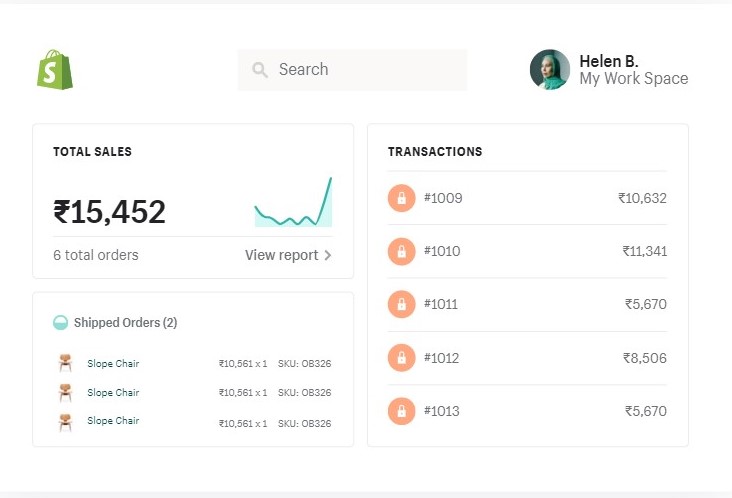 S
Search
Helen B.
My Work Space
TOTAL SALES
₹15,452
6 total orders
View report
Shipped Orders (2)
Slope Chair ₹10,561 x 1 SKU: OB326
Slope Chair ₹10,561 x 1 SKU: OB326
Slope Chair ₹10,561 x 1 SKU: OB326
TRANSACTIONS
#1009 ₹10,632
#1010 ₹11,341
#1011 ₹5,670
#1012 ₹8,506
#1013 ₹5,670